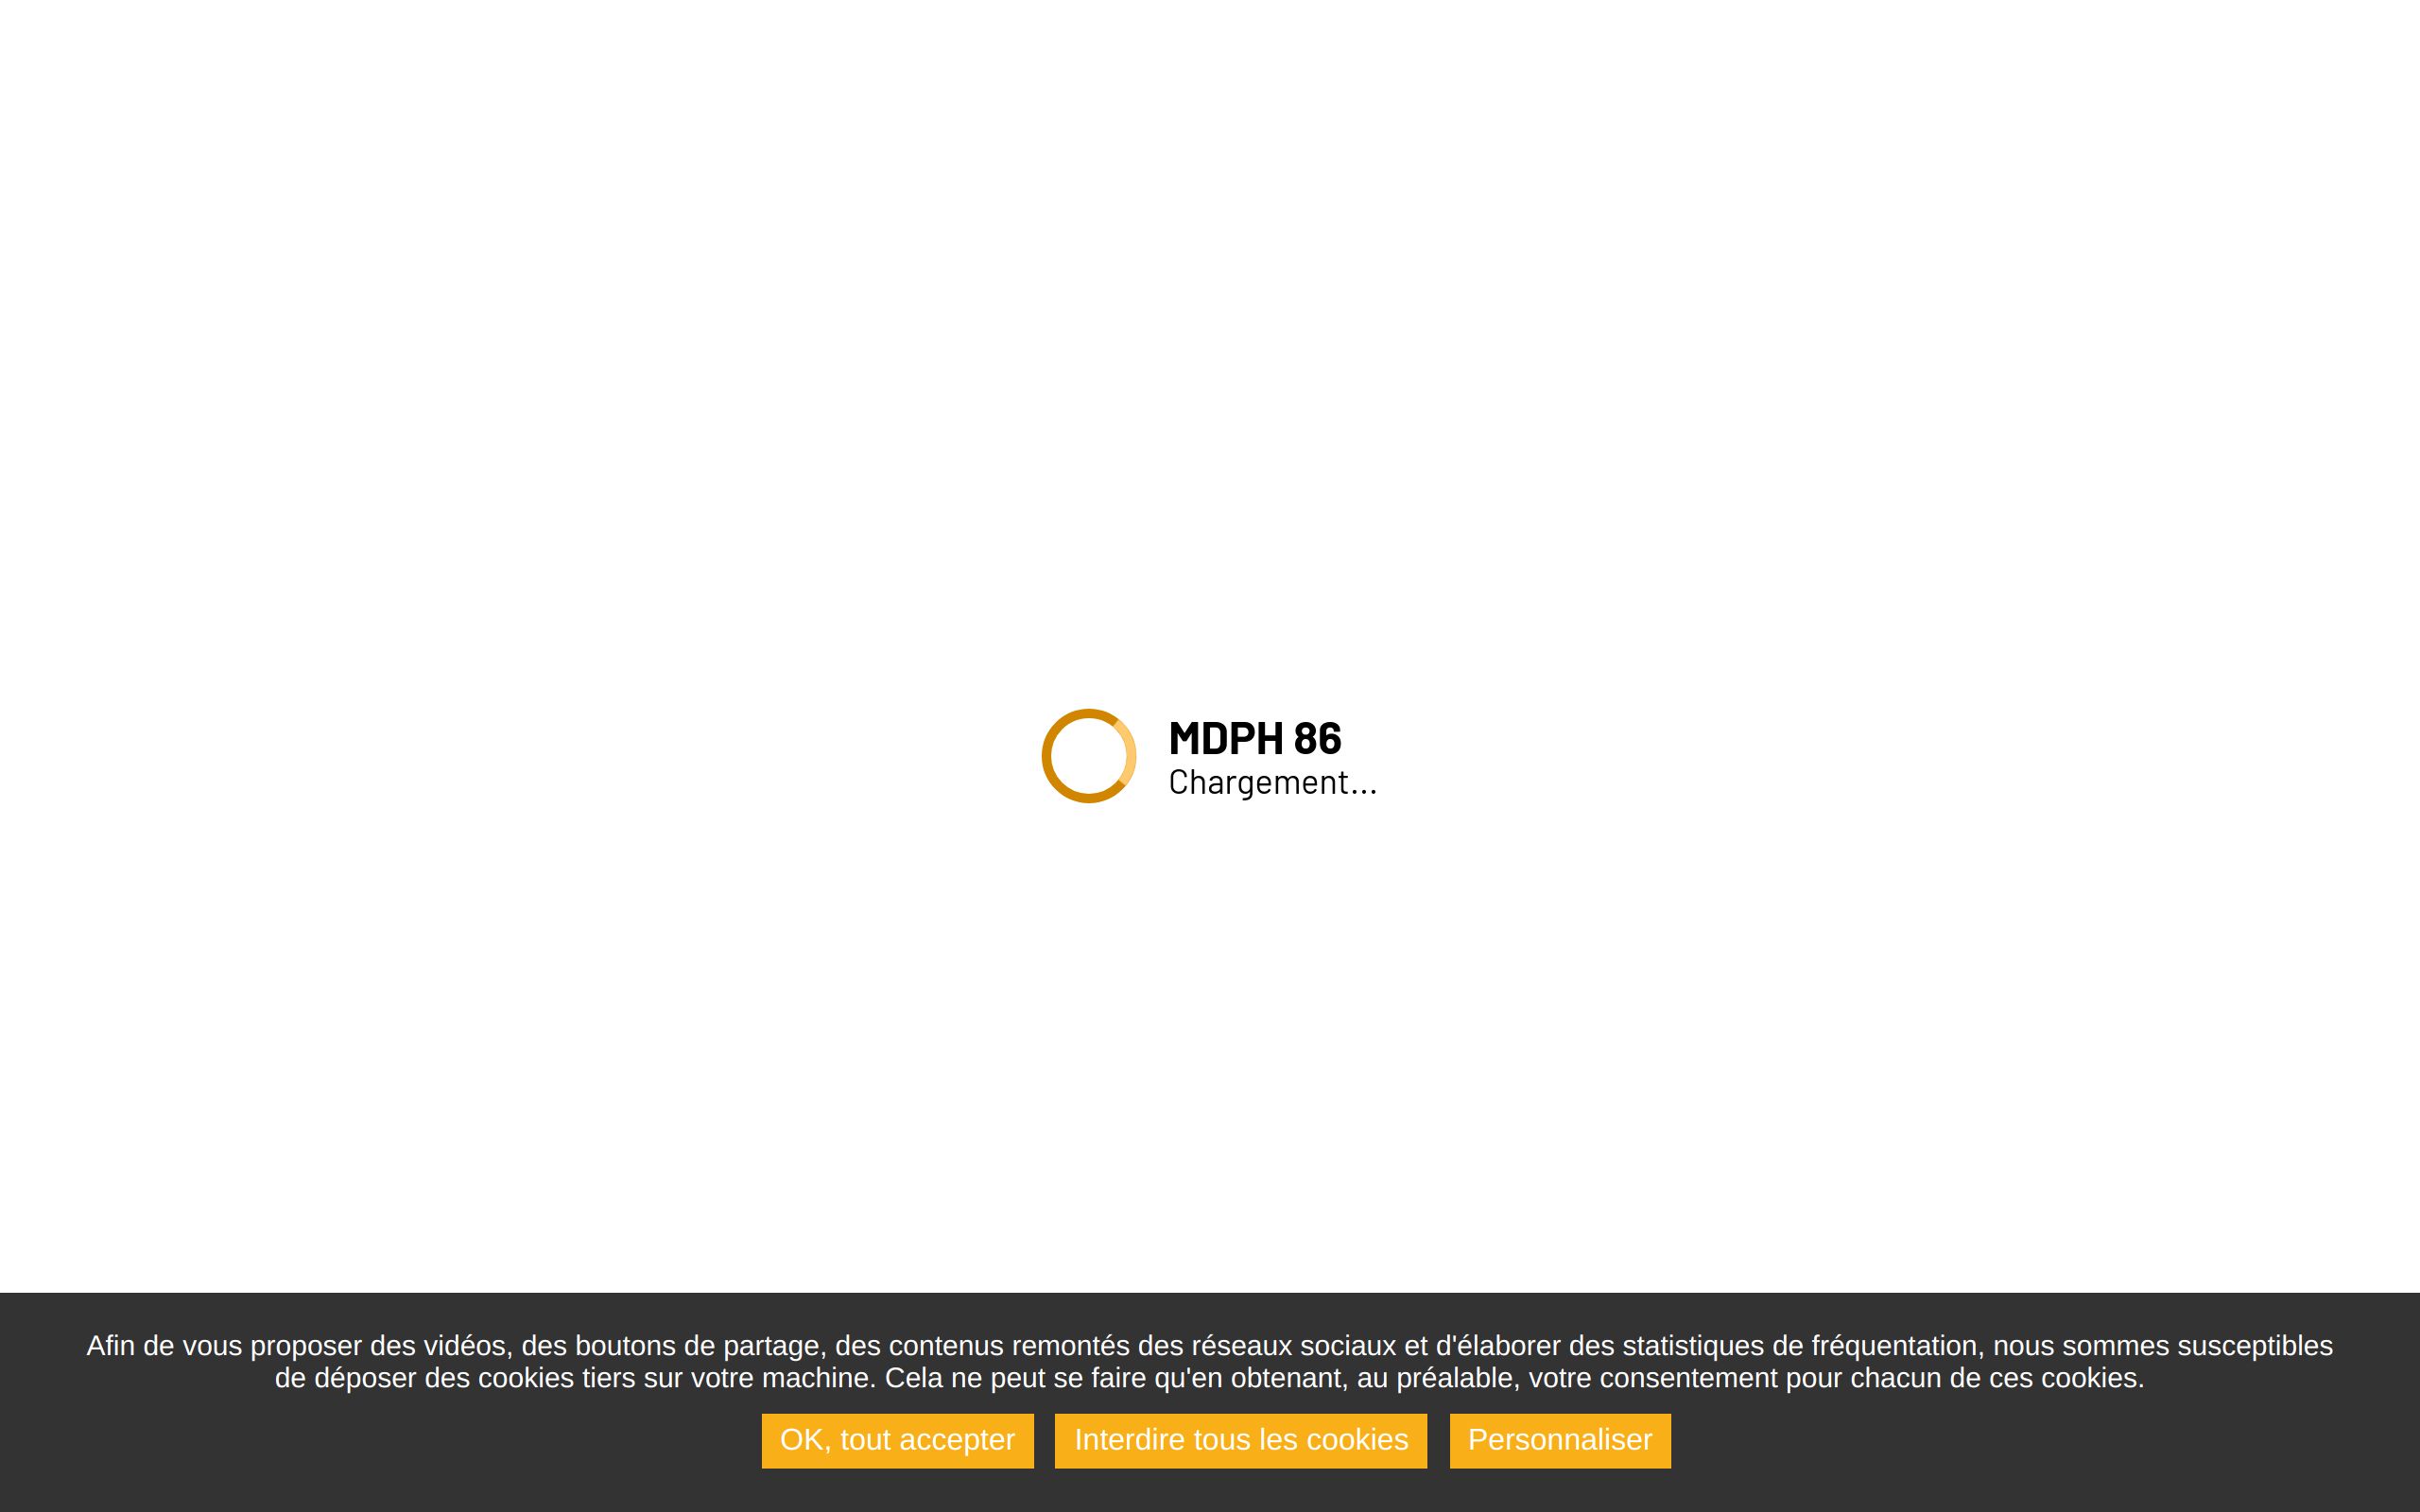 MDPH 86
Chargement...
Afin de vous proposer des vidéos, des boutons de partage, des contenus remontés des réseaux sociaux et d'élaborer des statistiques de fréquentation, nous sommes susceptibles
de déposer des cookies tiers sur votre machine. Cela ne peut se faire qu'en obtenant, au préalable, votre consentement pour chacun de ces cookies.
OK, tout accepter
Interdire tous les cookies
Personnaliser